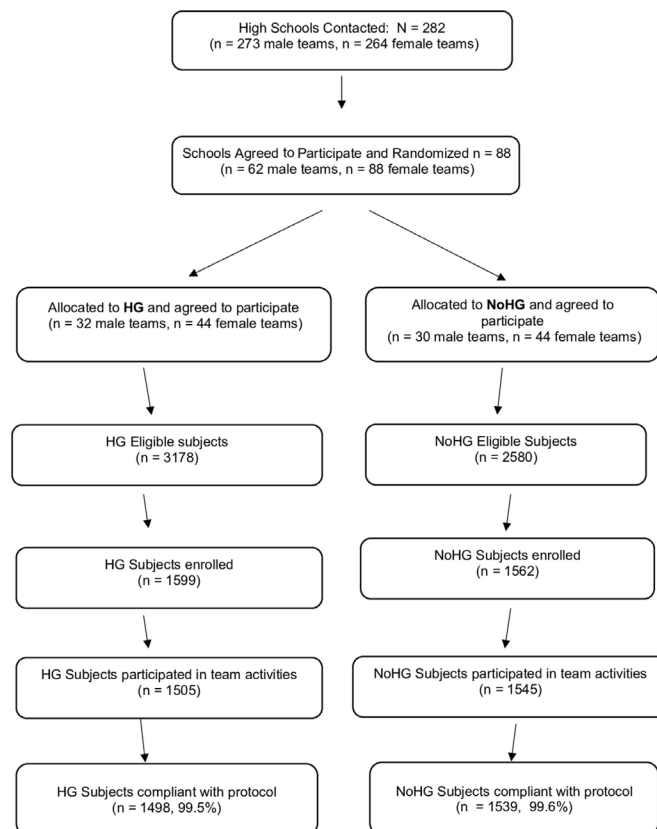 High Schools Contacted: N = 282
(n = 273 male teams, n = 264 female teams)
Schools Agreed to Participate and Randomized n = 88
(n = 62 male teams, n = 88 female teams)
Allocated to HG and agreed to participate
(n = 32 male teams, n = 44 female teams)
Allocated to NoHG and agreed to
participate
(n = 30 male teams, n = 44 female teams)
HG Eligible subjects
(n = 3178)
NoHG Eligible Subjects
(n = 2580)
HG Subjects enrolled
(n = 1599)
NoHG Subjects enrolled
(n = 1562)
HG Subjects participated in team activities
(n = 1505)
NoHG Subjects participated in team activities
(n = 1545)
HG Subjects compliant with protocol
(n = 1498, 99.5%)
NoHG Subjects compliant with protocol
(n = 1539, 99.6%)